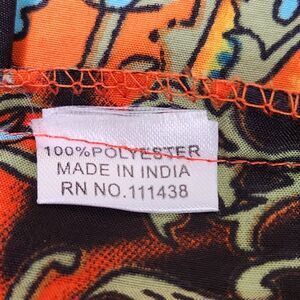 100%POLYESTER
MADE IN INDIA
RN NO.111438